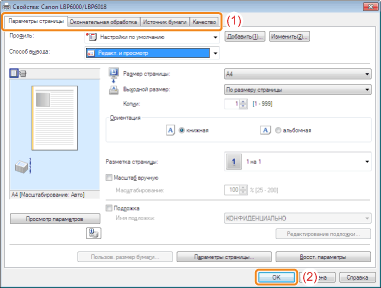 Свойства: Canon LBP6000/LBP6018
Параметры страницы Окончательная обработка Источник бумаги Качество (1)
Профиль: Настройки по умолчанию Добавить(1)... Изменить(2)...
Способ вывода: Редакт. и просмотр
Размер страницы: A4
Выходной размер: По размеру страницы
Копии: 1 [1 - 999]
Ориентация
A книжная A альбочная
Разметка страницы: 1 1 на 1
Масштаб вручную
Масштабирование: 100 % [25 - 200]
A4 [Масштабирование: Авто]
Просмотр параметров
Подложка
Имя подложки: КОНФИДЕНЦИАЛЬНО
Редактирование подложки...
Пользов. размер бумаги... Параметры страницы... Восст. параметры
OK (2) Справка